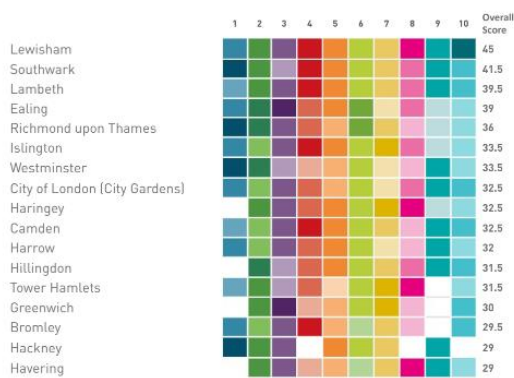 1 2 3 4 5 6 7 8 9 10 Overall Score
Lewisham 45
Southwark 41.5
Lambeth 39.5
Ealing 39
Richmond upon Thames 36
Islington 33.5
Westminster 33.5
City of London (City Gardens) 32.5
Haringey 32.5
Camden 32.5
Harrow 32
Hillingdon 31.5
Tower Hamlets 31.5
Greenwich 30
Bromley 29.5
Hackney 29
Havering 29